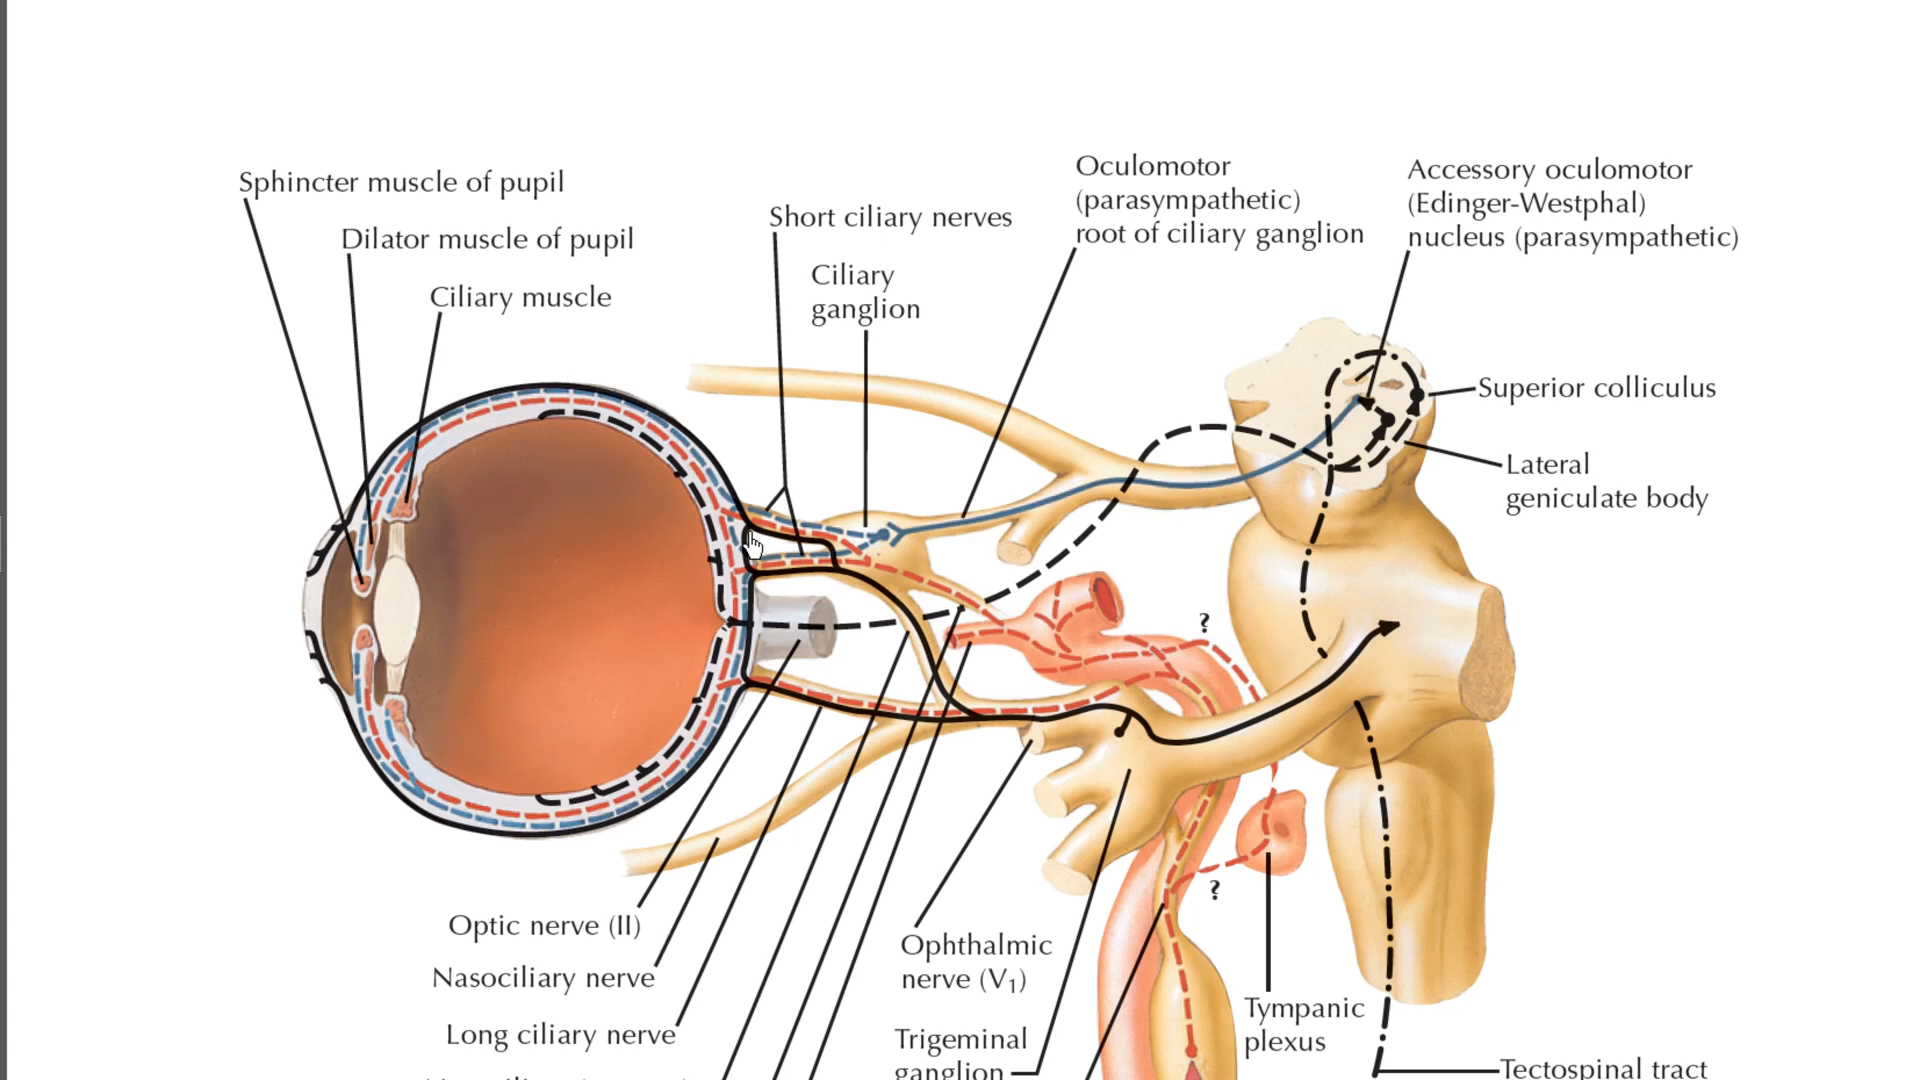 Sphincter muscle of pupil
Dilator muscle of pupil
Ciliary muscle
Short ciliary nerves
Ciliary
ganglion
Oculomotor
(parasympathetic)
root of ciliary ganglion
Accessory oculomotor
(Edinger-Westphal)
nucleus (parasympathetic)
Superior colliculus
Lateral
geniculate body
?
?
Optic nerve (II)
Nasociliary nerve
Long ciliary nerve
Ophthalmic
nerve (V₁)
Trigeminal
ganglion
Tympanic
plexus
Tectospinal tract